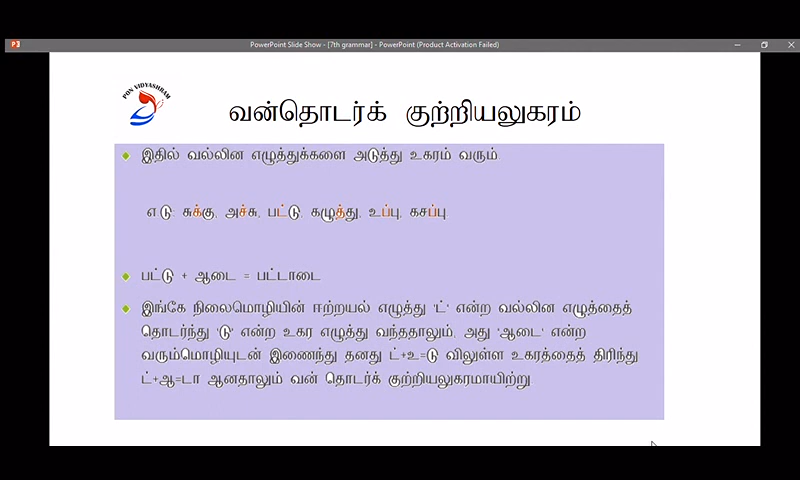 PowerPoint Slide Show - [7th grammar] - PowerPoint (Product Activation Failed)
PON VIDYASHRAM
வன்தொடர்க் குற்றியலுகரம்
இதில் வல்லின எழுத்துக்களை அடுத்து உகரம் வரும்.
எ.டு: சுக்கு, அச்சு, பட்டு, கழுத்து, உப்பு, கசப்பு.
பட்டு + ஆடை = பட்டாடை
இங்கே நிலைமொழியின் ஈற்றயல் எழுத்து 'ட்' என்ற வல்லின எழுத்தைத்
தொடர்ந்து 'டு' என்ற உகர எழுத்து வந்ததாலும், அது 'ஆடை' என்ற
வரும்மொழியுடன் இணைந்து தனது ட்+உ=டு விலுள்ள உகரத்தைத் திரிந்து
ட்+ஆ=டா ஆனதாலும் வன் தொடர்க் குற்றியலுகரமாயிற்று